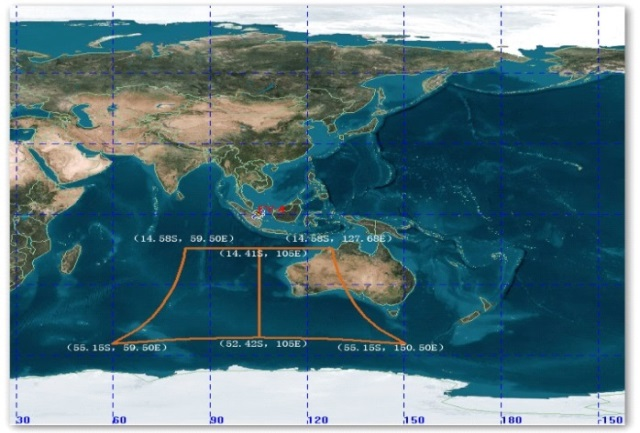 (14.58S, 59.50E) (14.58S, 127.68E)
(14.41S, 105E)
(55.15S, 59.50E) (52.42S, 105E) (55.15S, 150.50E)
30 60 90 120 150 180 150